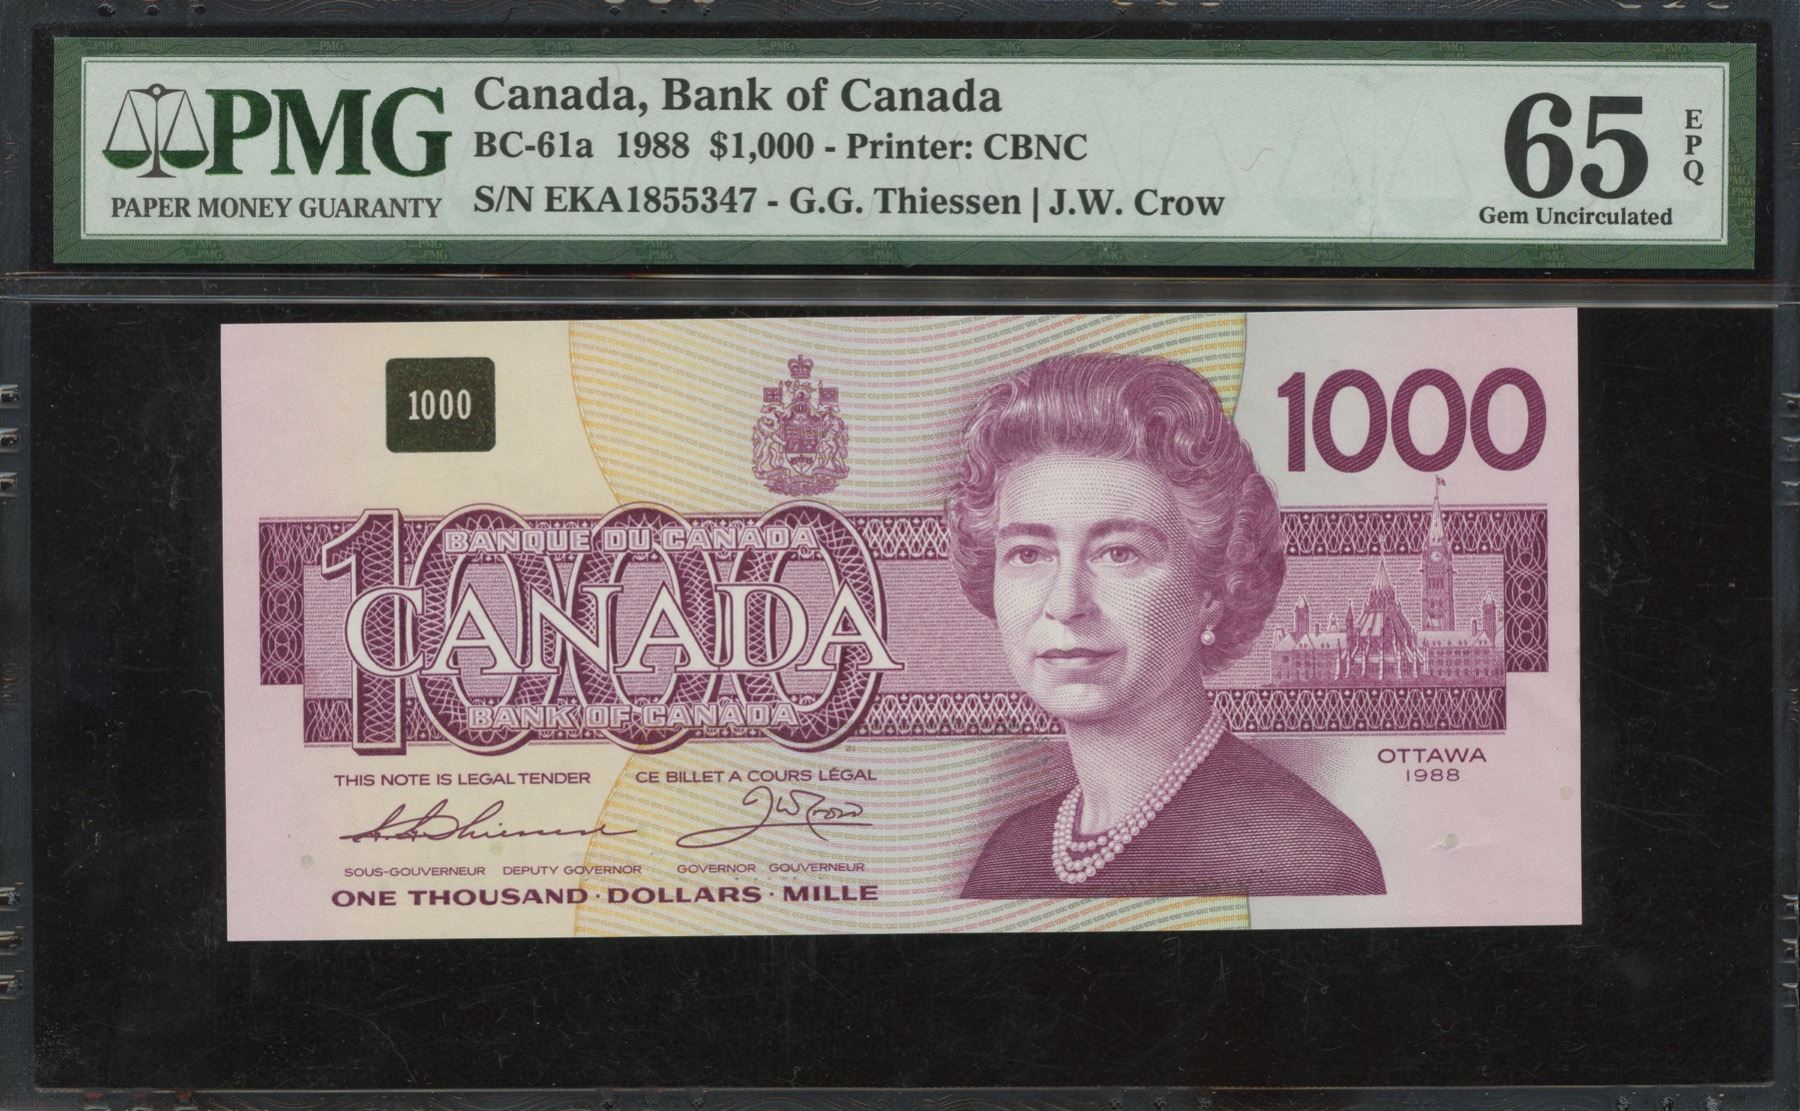 PMG
PAPER MONEY GUARANTY
Canada, Bank of Canada
BC-61a 1988 $1,000 - Printer: CBNC
S/N EKA1855347 - G.G. Thiessen | J.W. Crow
65
EPQ
Gem Uncirculated
1000
1000
1000
BANQUE DU CANADA
CANADA
BANK OF CANADA
OTTAWA
1988
THIS NOTE IS LEGAL TENDER CE BILLET A COURS LÉGAL
SOUS-GOUVERNEUR DEPUTY GOVERNOR GOVERNOR GOUVERNEUR
ONE THOUSAND · DOLLARS · MILLE